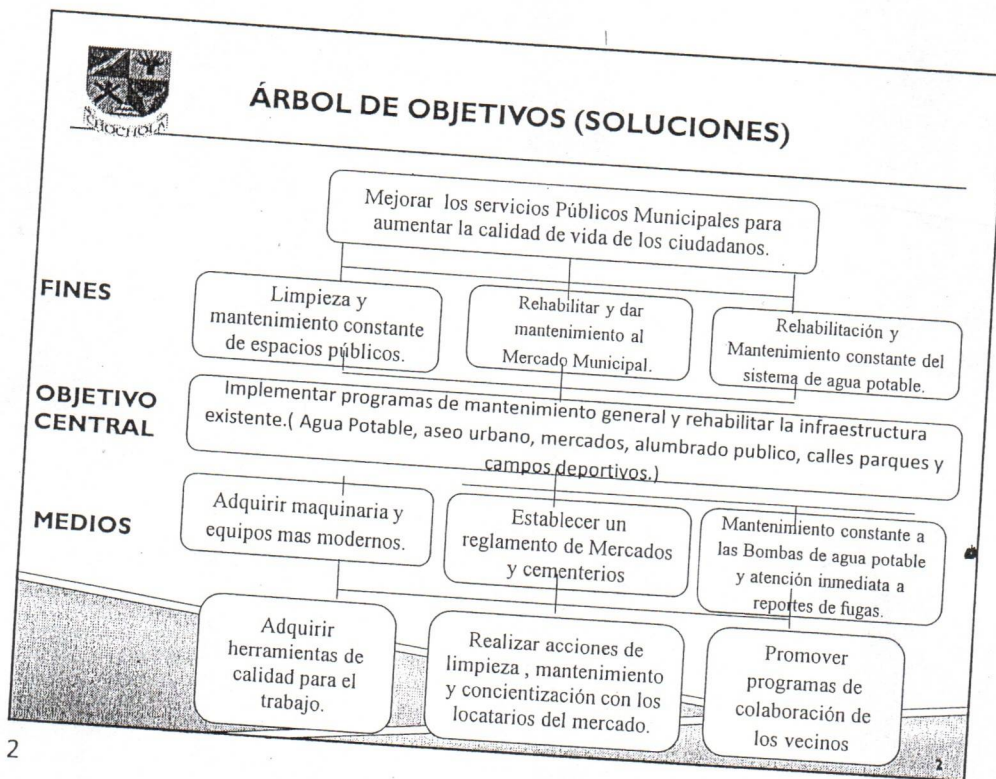 CHOCHOLA
ÁRBOL DE OBJETIVOS (SOLUCIONES)
Mejorar los servicios Públicos Municipales para
aumentar la calidad de vida de los ciudadanos.
FINES
Limpieza y
mantenimiento constante
de espacios públicos.
Rehabilitar y dar
mantenimiento al
Mercado Municipal.
Rehabilitación y
Mantenimiento constante del
sistema de agua potable.
OBJETIVO
CENTRAL
Implementar programas de mantenimiento general y rehabilitar la infraestructura
existente.( Agua Potable, aseo urbano, mercados, alumbrado publico, calles parques y
campos deportivos.)
MEDIOS
Adquirir maquinaria y
equipos mas modernos.
Establecer un
reglamento de Mercados
y cementerios
Mantenimiento constante a
las Bombas de agua potable
y atención inmediata a
reportes de fugas.
Adquirir
herramientas de
calidad para el
trabajo.
Realizar acciones de
limpieza , mantenimiento
y concientización con los
locatarios del mercado.
Promover
programas de
colaboración de
los vecinos
2
2